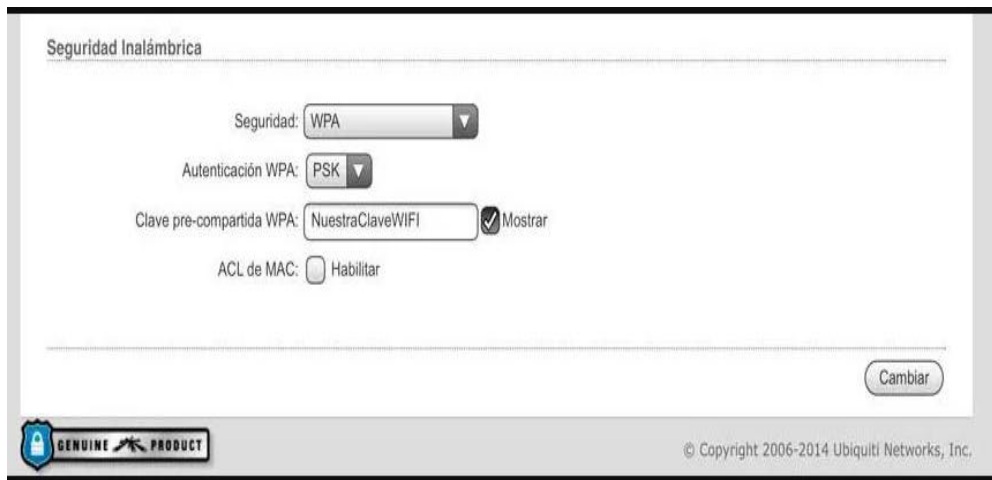 Seguridad Inalámbrica
Seguridad: WPA
Autenticación WPA: PSK
Clave pre-compartida WPA: NuestraClaveWIFI Mostrar
ACL de MAC: Habilitar
Cambiar
GENUINE PRODUCT
© Copyright 2006-2014 Ubiquiti Networks, Inc.